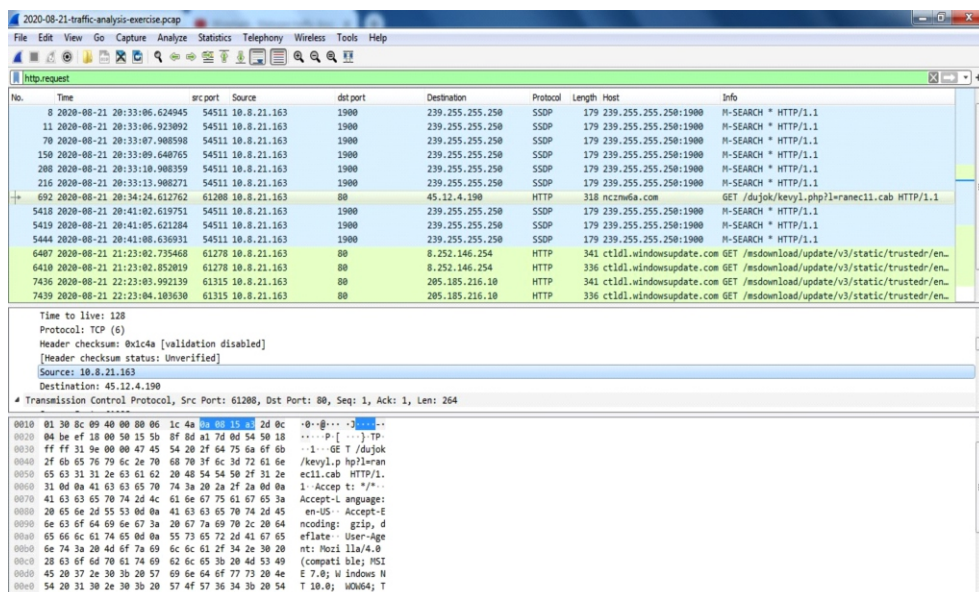 2020-08-21-traffic-analysis-exercise.pcap
File Edit View Go Capture Analyze Statistics Telephony Wireless Tools Help
http.request
No. Time src port Source dst port Destination Protocol Length Host Info
8 2020-08-21 20:33:06.624945 54511 10.8.21.163 1900 239.255.255.250 SSDP 179 239.255.255.250:1900 M-SEARCH * HTTP/1.1
11 2020-08-21 20:33:06.923092 54511 10.8.21.163 1900 239.255.255.250 SSDP 179 239.255.255.250:1900 M-SEARCH * HTTP/1.1
70 2020-08-21 20:33:07.908598 54511 10.8.21.163 1900 239.255.255.250 SSDP 179 239.255.255.250:1900 M-SEARCH * HTTP/1.1
150 2020-08-21 20:33:09.640765 54511 10.8.21.163 1900 239.255.255.250 SSDP 179 239.255.255.250:1900 M-SEARCH * HTTP/1.1
208 2020-08-21 20:33:10.908359 54511 10.8.21.163 1900 239.255.255.250 SSDP 179 239.255.255.250:1900 M-SEARCH * HTTP/1.1
216 2020-08-21 20:33:13.908271 54511 10.8.21.163 1900 239.255.255.250 SSDP 179 239.255.255.250:1900 M-SEARCH * HTTP/1.1
692 2020-08-21 20:34:24.612762 61208 10.8.21.163 80 45.12.4.190 HTTP 318 ncznw6a.com GET /dujok/kevyl.php?l=ranec11.cab HTTP/1.1
5418 2020-08-21 20:41:02.619751 54511 10.8.21.163 1900 239.255.255.250 SSDP 179 239.255.255.250:1900 M-SEARCH * HTTP/1.1
5419 2020-08-21 20:41:05.621284 54511 10.8.21.163 1900 239.255.255.250 SSDP 179 239.255.255.250:1900 M-SEARCH * HTTP/1.1
5444 2020-08-21 20:41:08.636931 54511 10.8.21.163 1900 239.255.255.250 SSDP 179 239.255.255.250:1900 M-SEARCH * HTTP/1.1
6407 2020-08-21 21:23:02.735468 61278 10.8.21.163 80 8.252.146.254 HTTP 341 ctldl.windowsupdate.com GET /msdownload/update/v3/static/trustedr/en…
6410 2020-08-21 21:23:02.852019 61278 10.8.21.163 80 8.252.146.254 HTTP 336 ctldl.windowsupdate.com GET /msdownload/update/v3/static/trustedr/en…
7436 2020-08-21 22:23:03.992139 61315 10.8.21.163 80 205.185.216.10 HTTP 341 ctldl.windowsupdate.com GET /msdownload/update/v3/static/trustedr/en…
7439 2020-08-21 22:23:04.103630 61315 10.8.21.163 80 205.185.216.10 HTTP 336 ctldl.windowsupdate.com GET /msdownload/update/v3/static/trustedr/en…
Time to live: 128
Protocol: TCP (6)
Header checksum: 0x1c4a [validation disabled]
[Header checksum status: Unverified]
Source: 10.8.21.163
Destination: 45.12.4.190
Transmission Control Protocol, Src Port: 61208, Dst Port: 80, Seq: 1, Ack: 1, Len: 264
0010 01 30 8c 09 40 00 80 06 1c 4a 0a 08 15 a3 2d 0c ·0··@··· ·J····-·
0020 04 be ef 18 00 50 15 5b 8f 8d a1 7d 0d 54 50 18 ·····P·[ ···}·TP·
0030 ff ff 31 9e 00 00 47 45 54 20 2f 64 75 6a 6f 6b ··1···GE T /dujok
0040 2f 6b 65 76 79 6c 2e 70 68 70 3f 6c 3d 72 61 6e /kevyl.p hp?l=ran
0050 65 63 31 31 2e 63 61 62 20 48 54 54 50 2f 31 2e ec11.cab HTTP/1.
0060 31 0d 0a 41 63 63 65 70 74 3a 20 2a 2f 2a 0d 0a 1··Accep t: */*··
0070 41 63 63 65 70 74 2d 4c 61 6e 67 75 61 67 65 3a Accept-L anguage:
0080 20 65 6e 2d 55 53 0d 0a 41 63 63 65 70 74 2d 45 en-US·· Accept-E
0090 6e 63 6f 64 69 6e 67 3a 20 67 7a 69 70 2c 20 64 ncoding: gzip, d
00a0 65 66 6c 61 74 65 0d 0a 55 73 65 72 2d 41 67 65 eflate·· User-Age
00b0 6e 74 3a 20 4d 6f 7a 69 6c 6c 61 2f 34 2e 30 20 nt: Mozi lla/4.0
00c0 28 63 6f 6d 70 61 74 69 62 6c 65 3b 20 4d 53 49 (compati ble; MSI
00d0 45 20 37 2e 30 3b 20 57 69 6e 64 6f 77 73 20 4e E 7.0; W indows N
00e0 54 20 31 30 2e 30 3b 20 57 4f 57 36 34 3b 20 54 T 10.0; WOW64; T